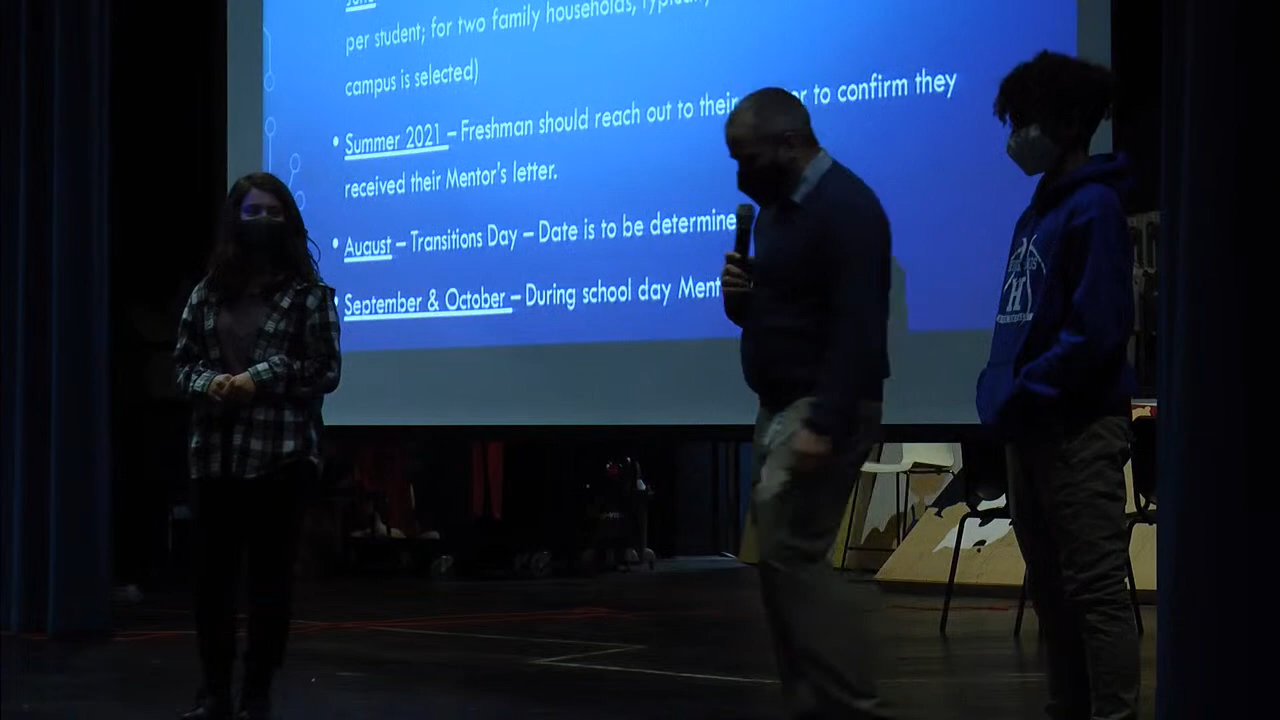 June
per student; for two family households, typically
campus is selected)
• Summer 2021 – Freshman should reach out to their to confirm they
received their Mentor's letter.
• August – Transitions Day – Date is to be determine
• September & October – During school day Ment
H